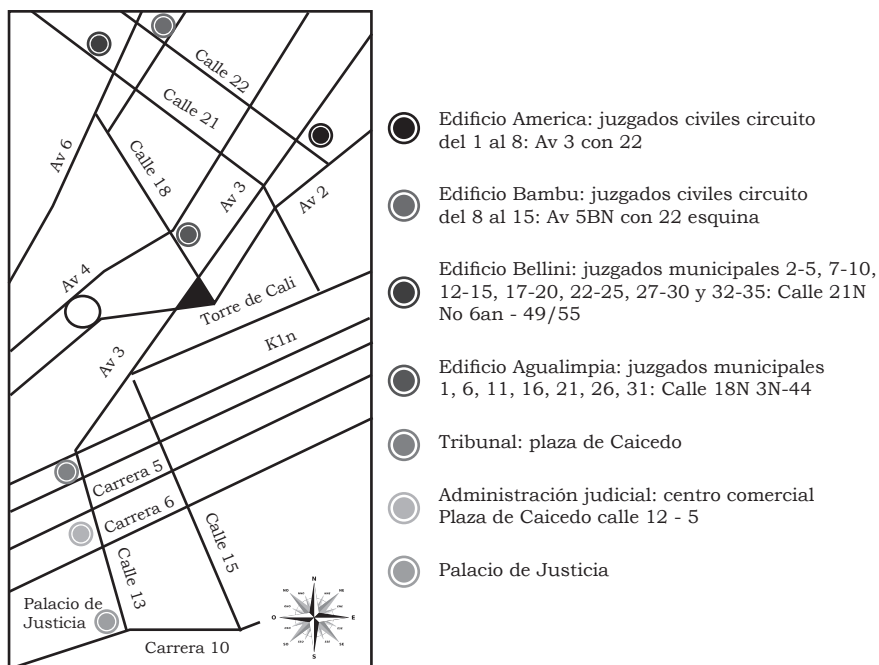 Calle 22
Calle 21
Av 6
Calle 18
Av 3
Av 2
Av 4
Torre de Cali
K1n
Av 3
Carrera 5
Carrera 6
Calle 15
Calle 13
Palacio de
Justicia
Carrera 10
N
NE
E
SE
S
SO
O
NO
Edificio America: juzgados civiles circuito
del 1 al 8: Av 3 con 22
Edificio Bambu: juzgados civiles circuito
del 8 al 15: Av 5BN con 22 esquina
Edificio Bellini: juzgados municipales 2-5, 7-10,
12-15, 17-20, 22-25, 27-30 y 32-35: Calle 21N
No 6an - 49/55
Edificio Agualimpia: juzgados municipales
1, 6, 11, 16, 21, 26, 31: Calle 18N 3N-44
Tribunal: plaza de Caicedo
Administración judicial: centro comercial
Plaza de Caicedo calle 12 - 5
Palacio de Justicia